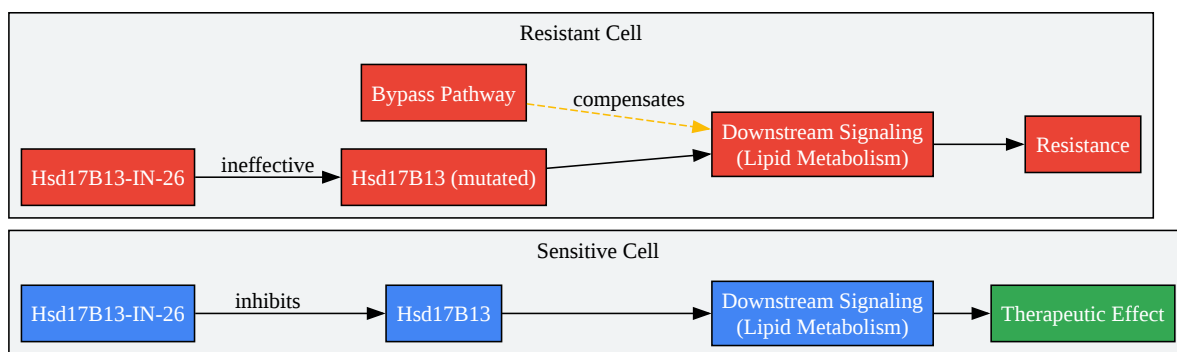 Resistant Cell
Bypass Pathway
compensates
Downstream Signaling
(Lipid Metabolism)
Resistance
Hsd17B13-IN-26
ineffective
Hsd17B13 (mutated)
Sensitive Cell
Hsd17B13-IN-26
inhibits
Hsd17B13
Downstream Signaling
(Lipid Metabolism)
Therapeutic Effect